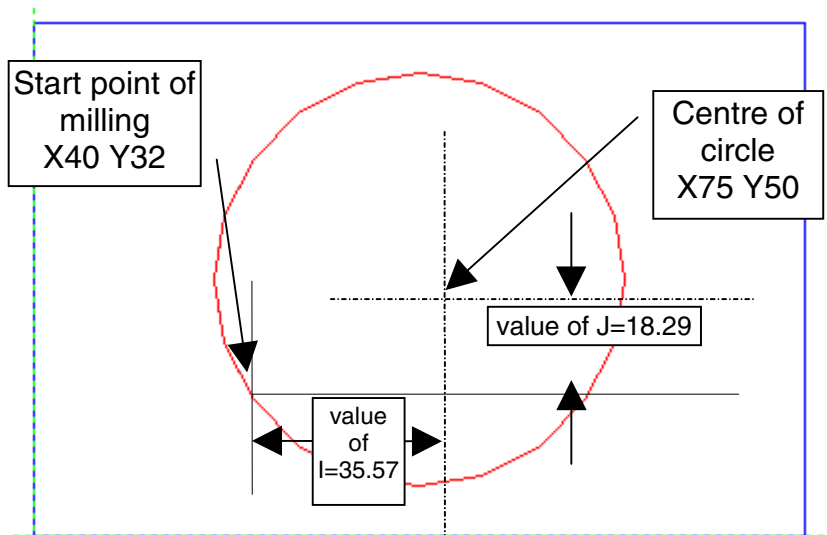 Start point of
milling
X40 Y32
Centre of
circle
X75 Y50
value of J=18.29
value
of
I=35.57